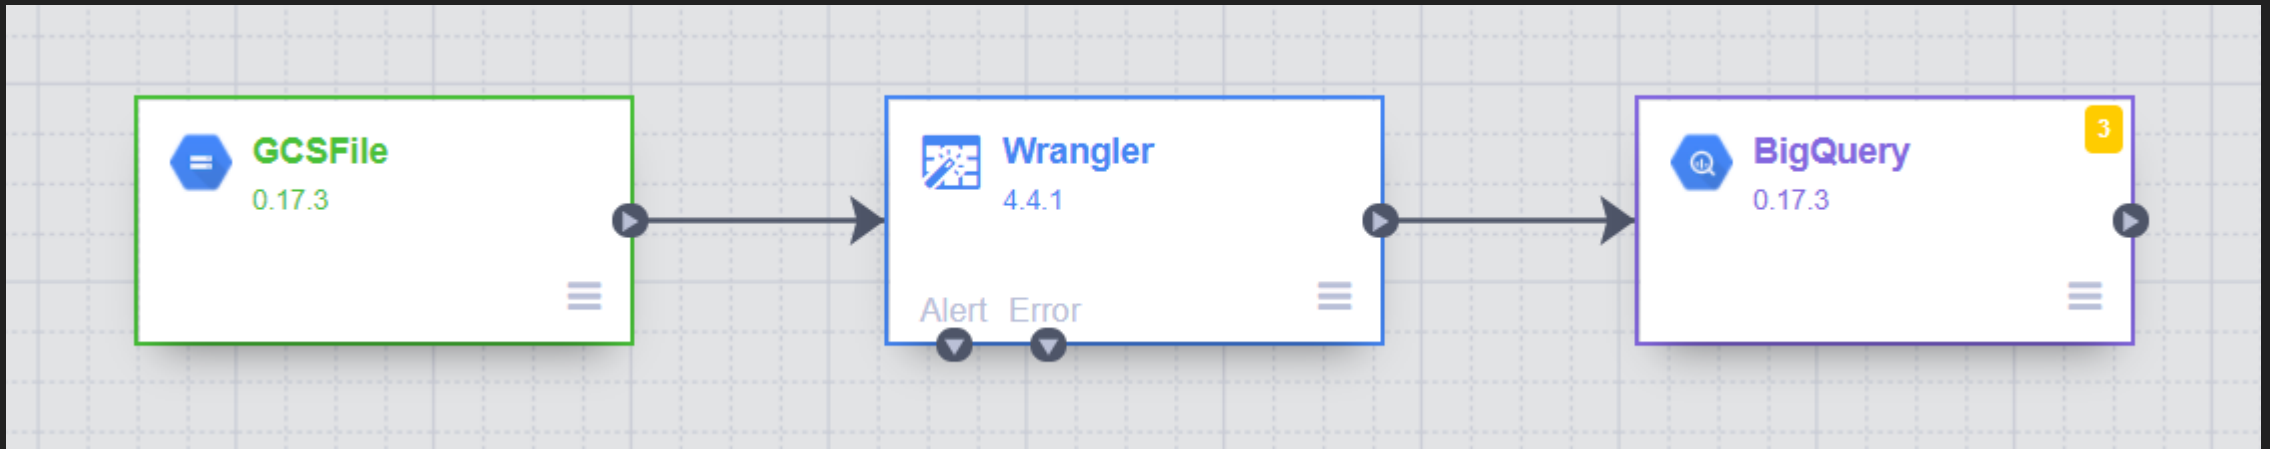 GCSFile
0.17.3
Wrangler
4.4.1
Alert Error
BigQuery
0.17.3
3